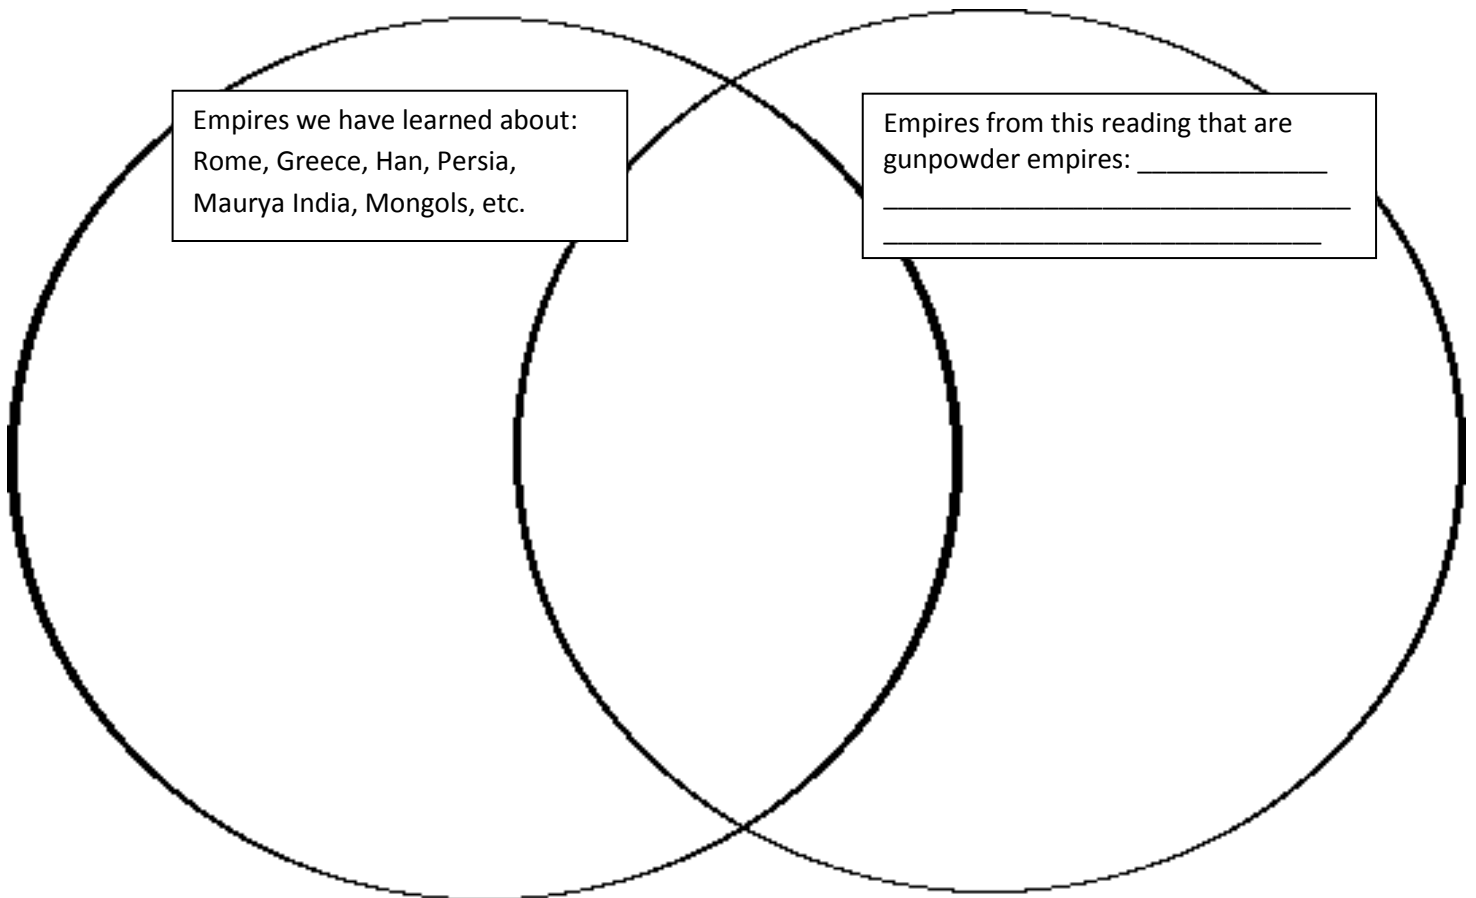 Empires we have learned about:
Rome, Greece, Han, Persia,
Maurya India, Mongols, etc.
Empires from this reading that are
gunpowder empires: _____________
________________________________
______________________________